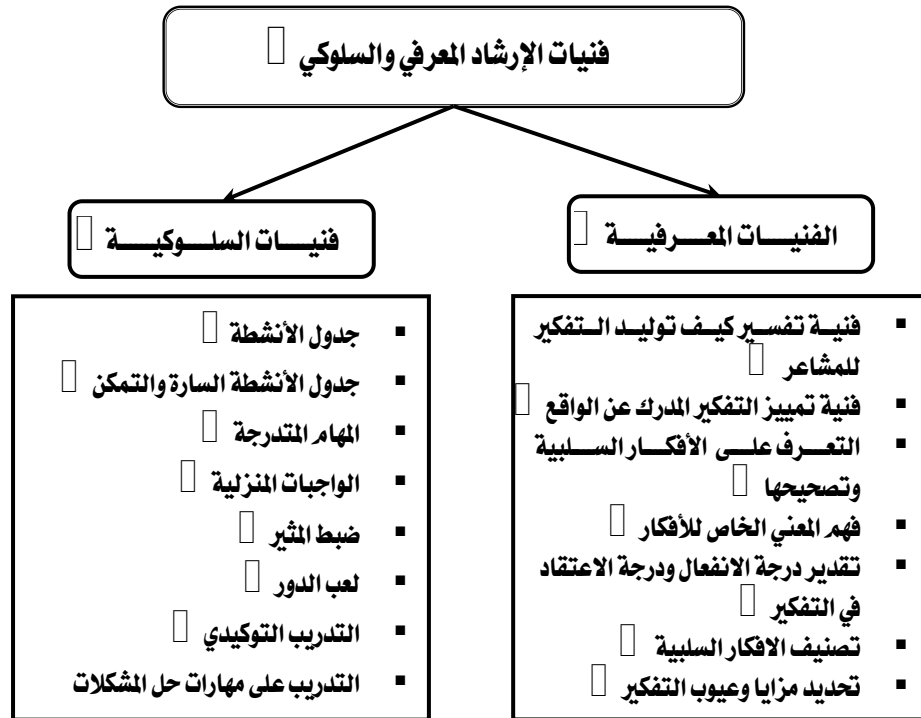 فنيات الإرشاد المعرفي والسلوكي
الفنيات المعرفية
فنية تفسير كيف توليد التفكير
للمشاعر
فنية تمييز التفكير المدرك عن الواقع
التعرف على الأفكار السلبية
وتصحيحها
فهم المعني الخاص للأفكار
تقدير درجة الانفعال ودرجة الاعتقاد
في التفكير
تصنيف الافكار السلبية
تحديد مزايا وعيوب التفكير
فنيات السلوكية
جدول الأنشطة
جدول الأنشطة السارة والتمكن
المهام المتدرجة
الواجبات المنزلية
ضبط المثير
لعب الدور
التدريب التوكيدي
التدريب على مهارات حل المشكلات